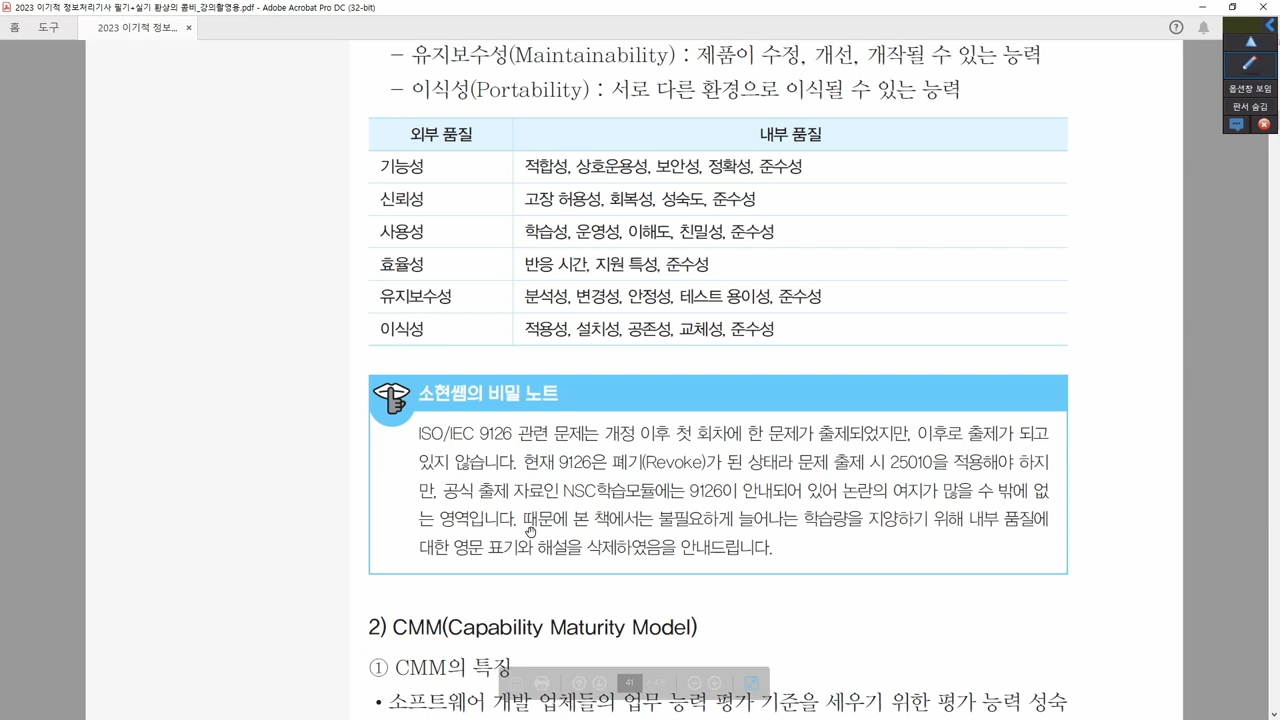 2023 이기적 정보처리기사 필기+실기 환상의 콤비_강의촬영용.pdf - Adobe Acrobat Pro DC (32-bit)
홈 도구 2023 이기적 정보... ×
옵션창 보임
판서 숨김
– 유지보수성(Maintainability) : 제품이 수정, 개선, 개작될 수 있는 능력
– 이식성(Portability) : 서로 다른 환경으로 이식될 수 있는 능력
외부 품질 내부 품질
기능성 적합성, 상호운용성, 보안성, 정확성, 준수성
신뢰성 고장 허용성, 회복성, 성숙도, 준수성
사용성 학습성, 운영성, 이해도, 친밀성, 준수성
효율성 반응 시간, 지원 특성, 준수성
유지보수성 분석성, 변경성, 안정성, 테스트 용이성, 준수성
이식성 적용성, 설치성, 공존성, 교체성, 준수성
소현쌤의 비밀 노트
ISO/IEC 9126 관련 문제는 개정 이후 첫 회차에 한 문제가 출제되었지만, 이후로 출제가 되고
있지 않습니다. 현재 9126은 폐기(Revoke)가 된 상태라 문제 출제 시 25010을 적용해야 하지
만, 공식 출제 자료인 NSC학습모듈에는 9126이 안내되어 있어 논란의 여지가 많을 수 밖에 없
는 영역입니다. 때문에 본 책에서는 불필요하게 늘어나는 학습량을 지양하기 위해 내부 품질에
대한 영문 표기와 해설을 삭제하였음을 안내드립니다.
2) CMM(Capability Maturity Model)
① CMM의 특징
41
• 소프트웨어 개발 업체들의 업무 능력 평가 기준을 세우기 위한 평가 능력 성숙